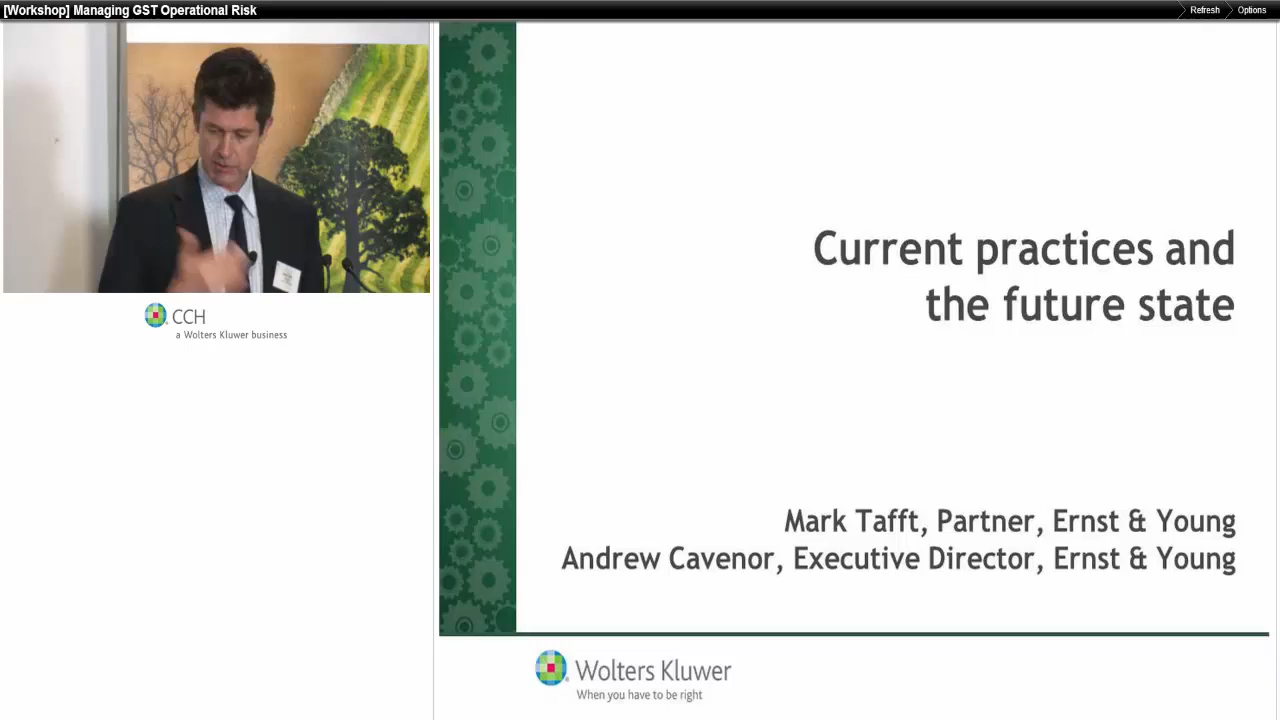 [Workshop] Managing GST Operational Risk
Refresh
Options
CCH
a Wolters Kluwer business
Current practices and
the future state
Mark Tafft, Partner, Ernst & Young
Andrew Cavenor, Executive Director, Ernst & Young
Wolters Kluwer
When you have to be right